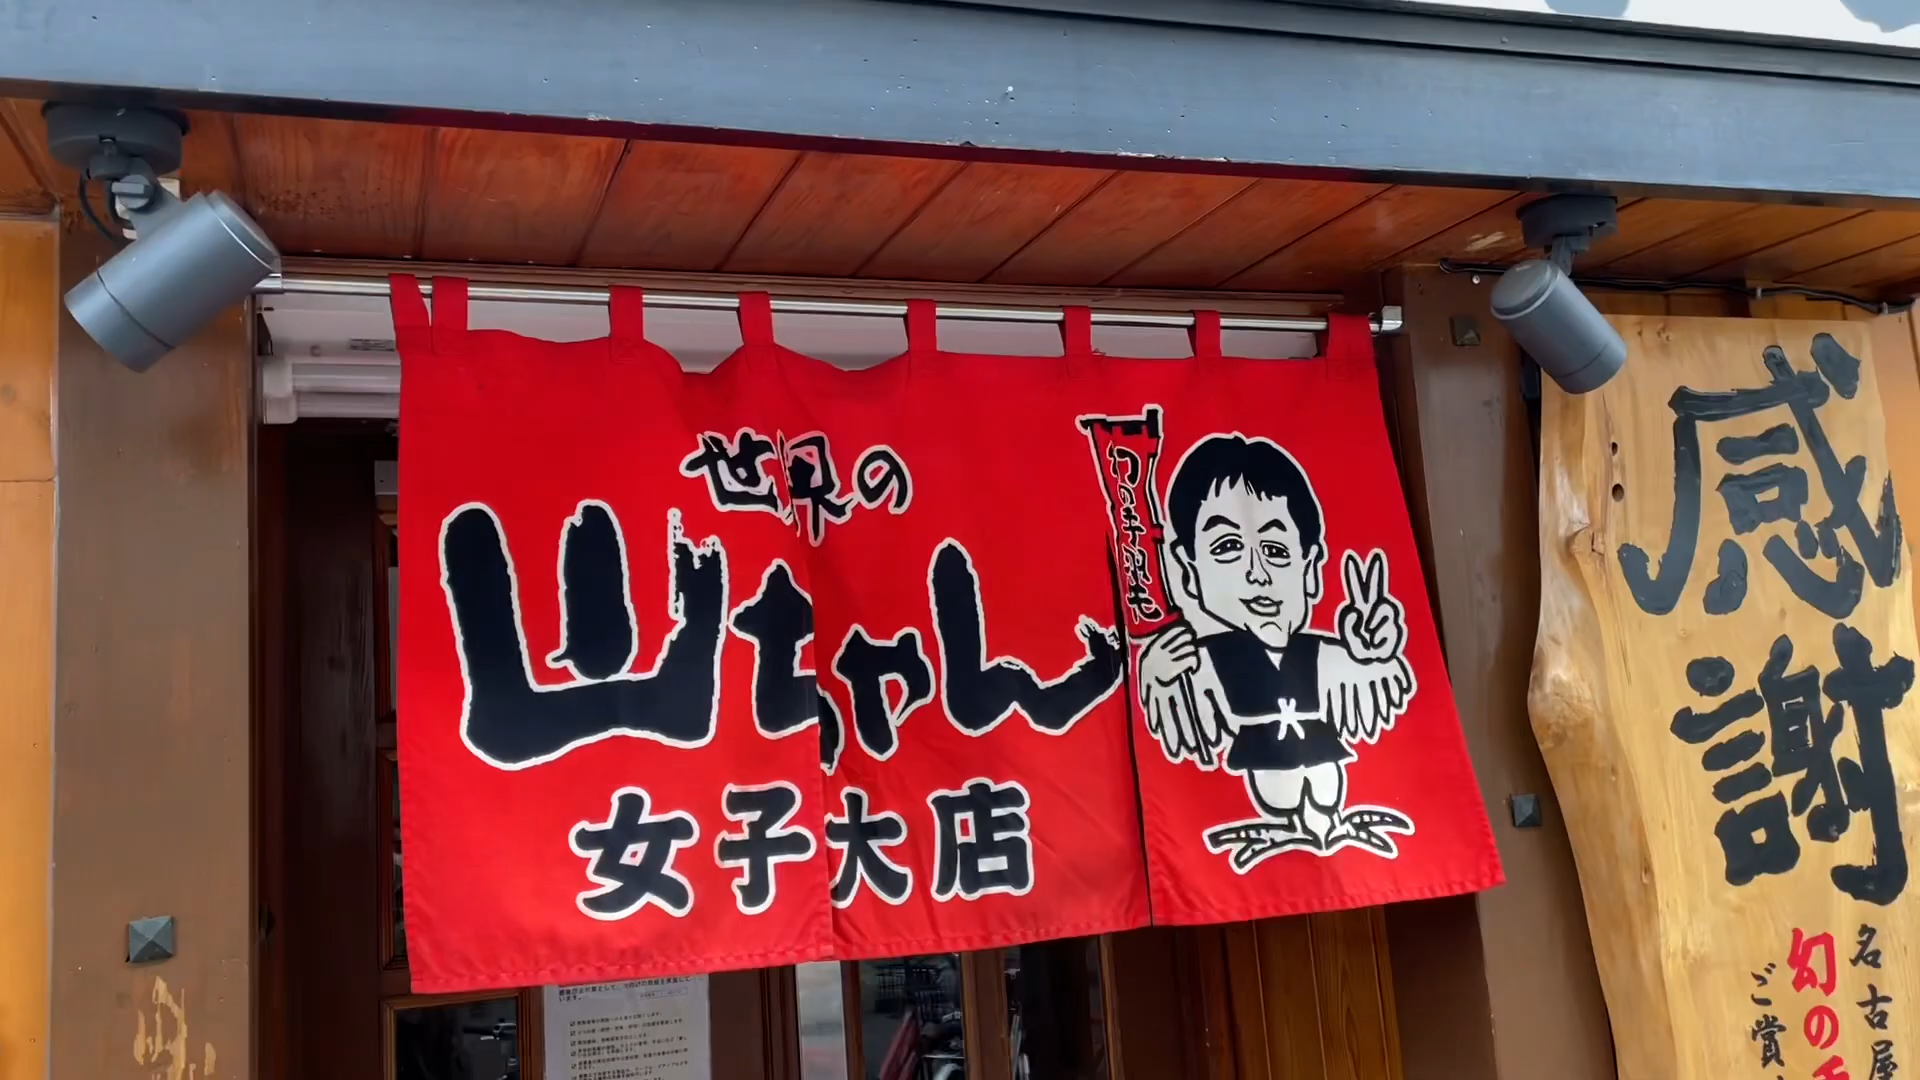 世界の
山ちゃん
女子大店
幻の手羽先
感謝
名古屋
幻の手
ご賞